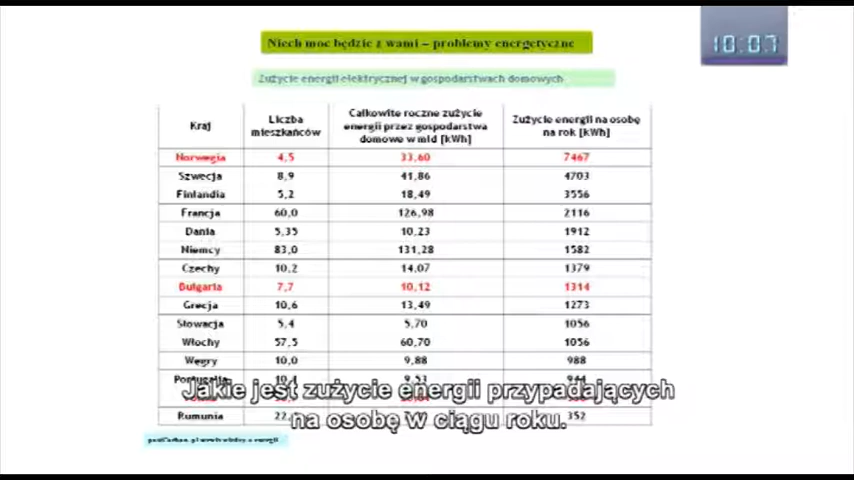 10:07
Niech moc będzie z wami – problemy energetyczne
Zużycie energii elektrycznej w gospodarstwach domowych
Kraj Liczba mieszkańców Całkowite roczne zużycie energii przez gospodarstwa domowe w mld [kWh] Zużycie energii na osobę na rok [kWh]
Norwegia 4,5 33,60 7467
Szwecja 8,9 41,86 4703
Finlandia 5,2 18,49 3556
Francja 60,0 126,98 2116
Dania 5,35 10,23 1912
Niemcy 83,0 131,28 1582
Czechy 10,2 14,07 1379
Bułgaria 7,7 10,12 1314
Grecja 10,6 13,49 1273
Słowacja 5,4 5,70 1056
Włochy 57,5 60,70 1056
Węgry 10,0 9,88 988
Portugalia
Jakie jest zużycie energii przypadających
na osobę w ciągu roku.
Rumunia 352